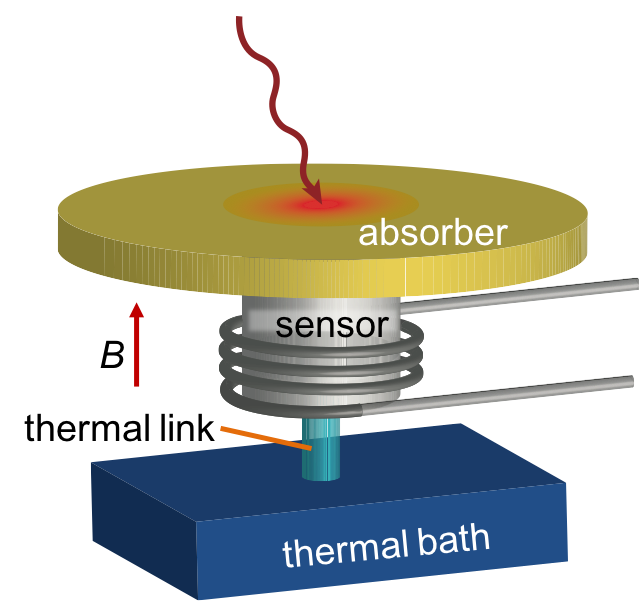 absorber
sensor
B
thermal link
thermal bath